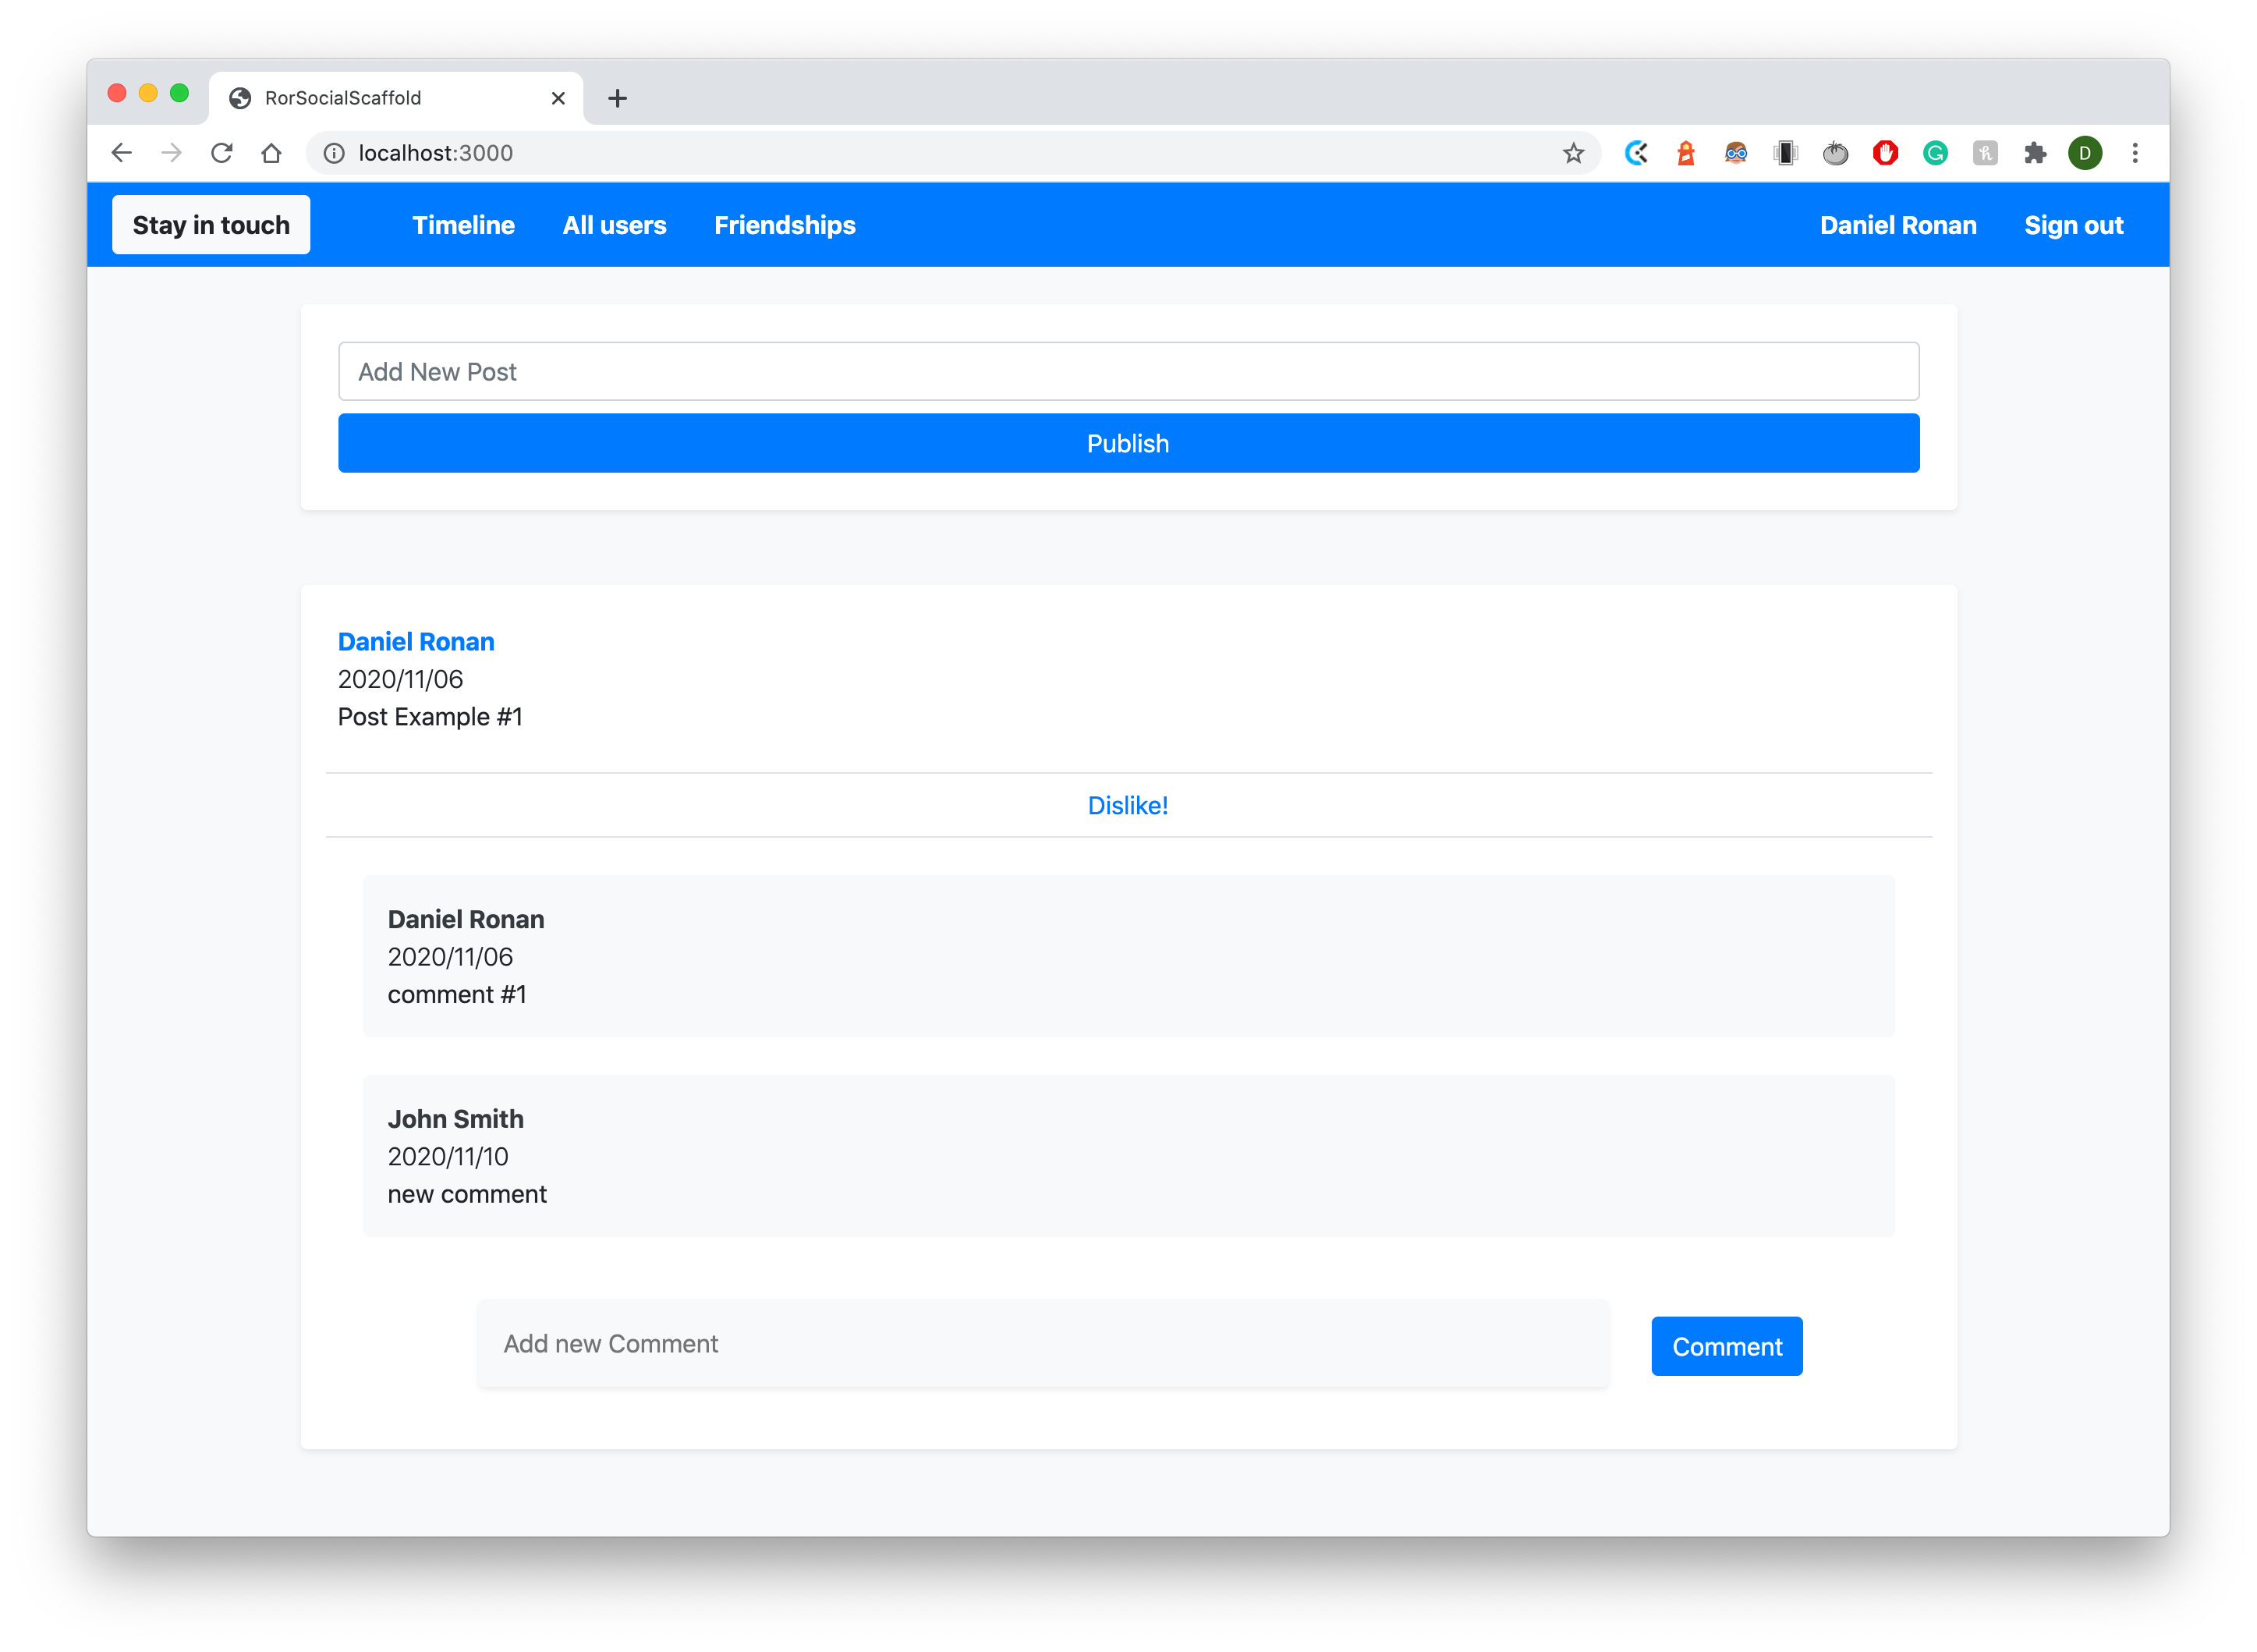 RorSocialScaffold
localhost:3000
D
Stay in touch
Timeline
All users
Friendships
Daniel Ronan
Sign out
Add New Post
Publish
Daniel Ronan
2020/11/06
Post Example #1
Dislike!
Daniel Ronan
2020/11/06
comment #1
John Smith
2020/11/10
new comment
Add new Comment
Comment